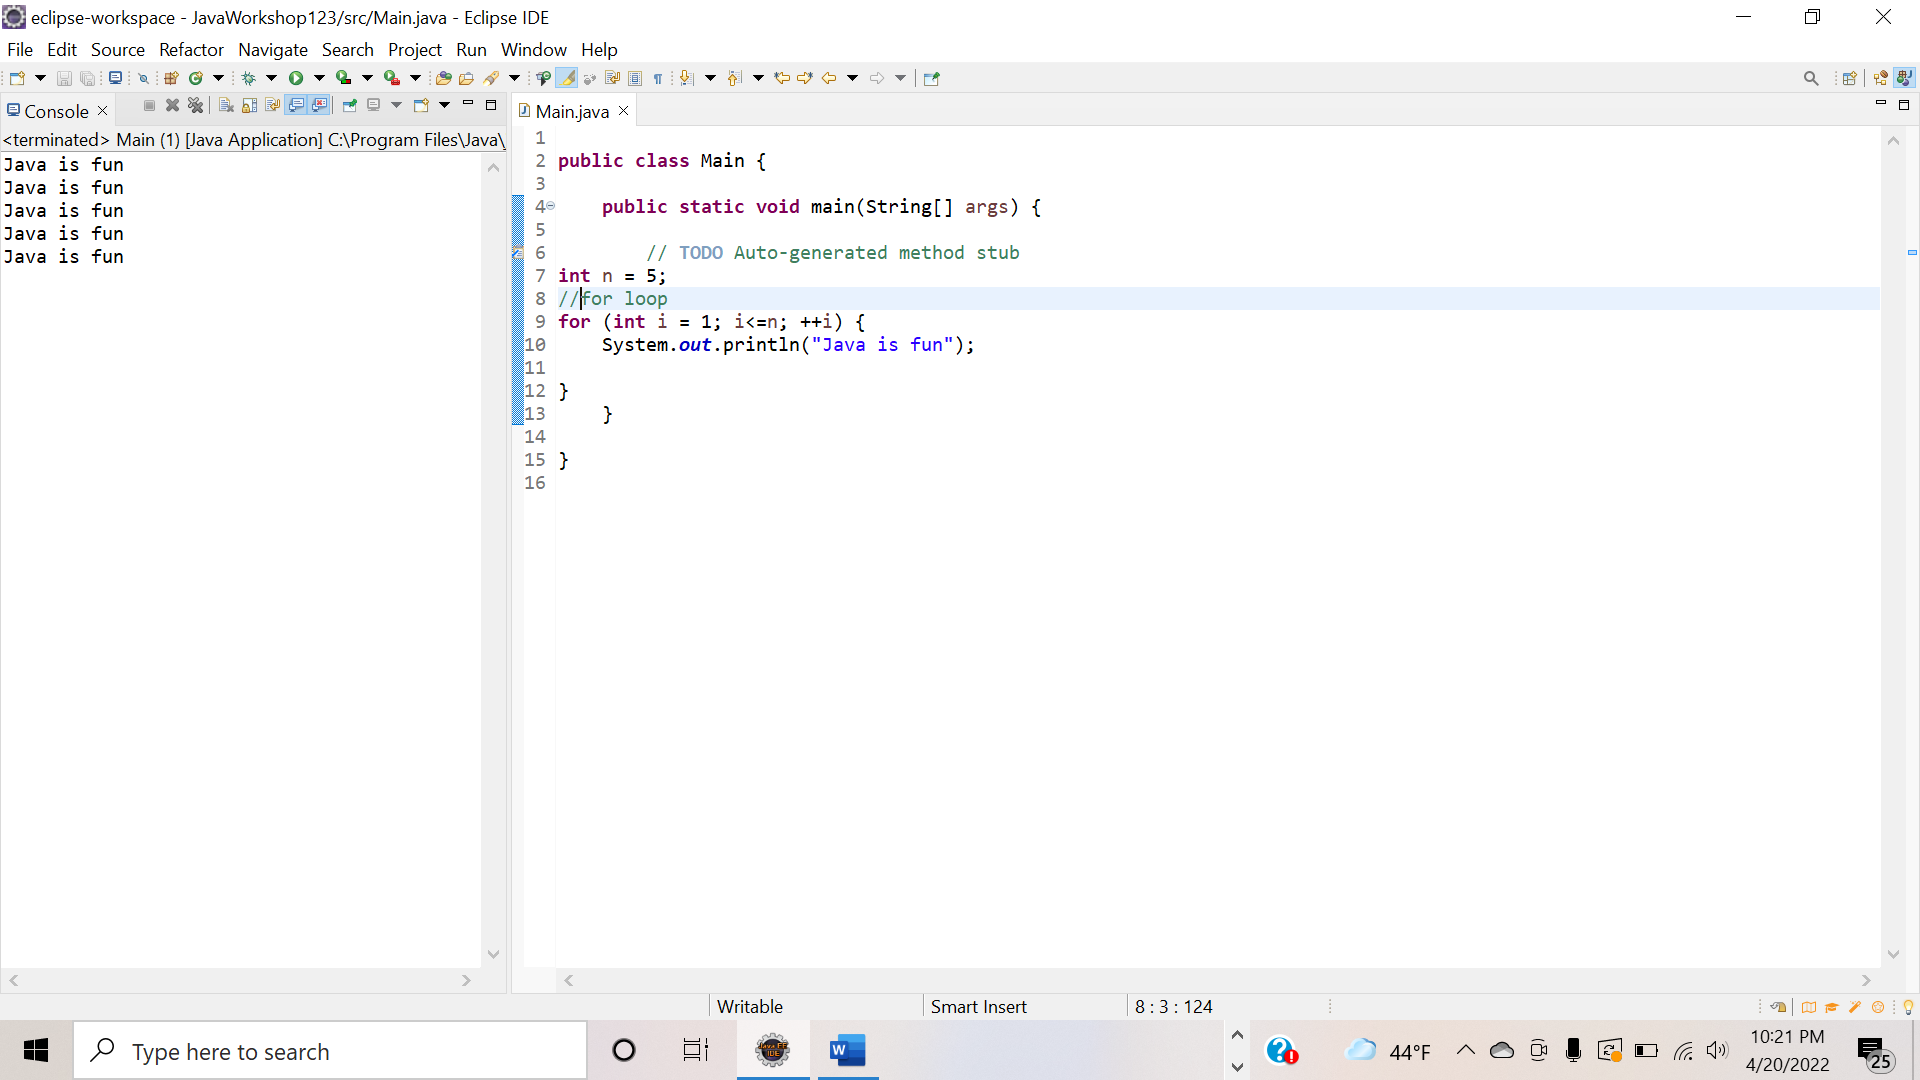 eclipse-workspace - JavaWorkshop123/src/Main.java - Eclipse IDE
File Edit Source Refactor Navigate Search Project Run Window Help
Console
<terminated> Main (1) [Java Application] C:\Program Files\Java\
Java is fun
Java is fun
Java is fun
Java is fun
Java is fun
Main.java
1
2 public class Main {
3
4 public static void main(String[] args) {
5
6 // TODO Auto-generated method stub
7 int n = 5;
8 //for loop
9 for (int i = 1; i<=n; ++i) {
10 System.out.println("Java is fun");
11
12 }
13 }
14
15 }
16
Writable Smart Insert 8 : 3 : 124
Type here to search
W
44°F
10:21 PM
4/20/2022
25